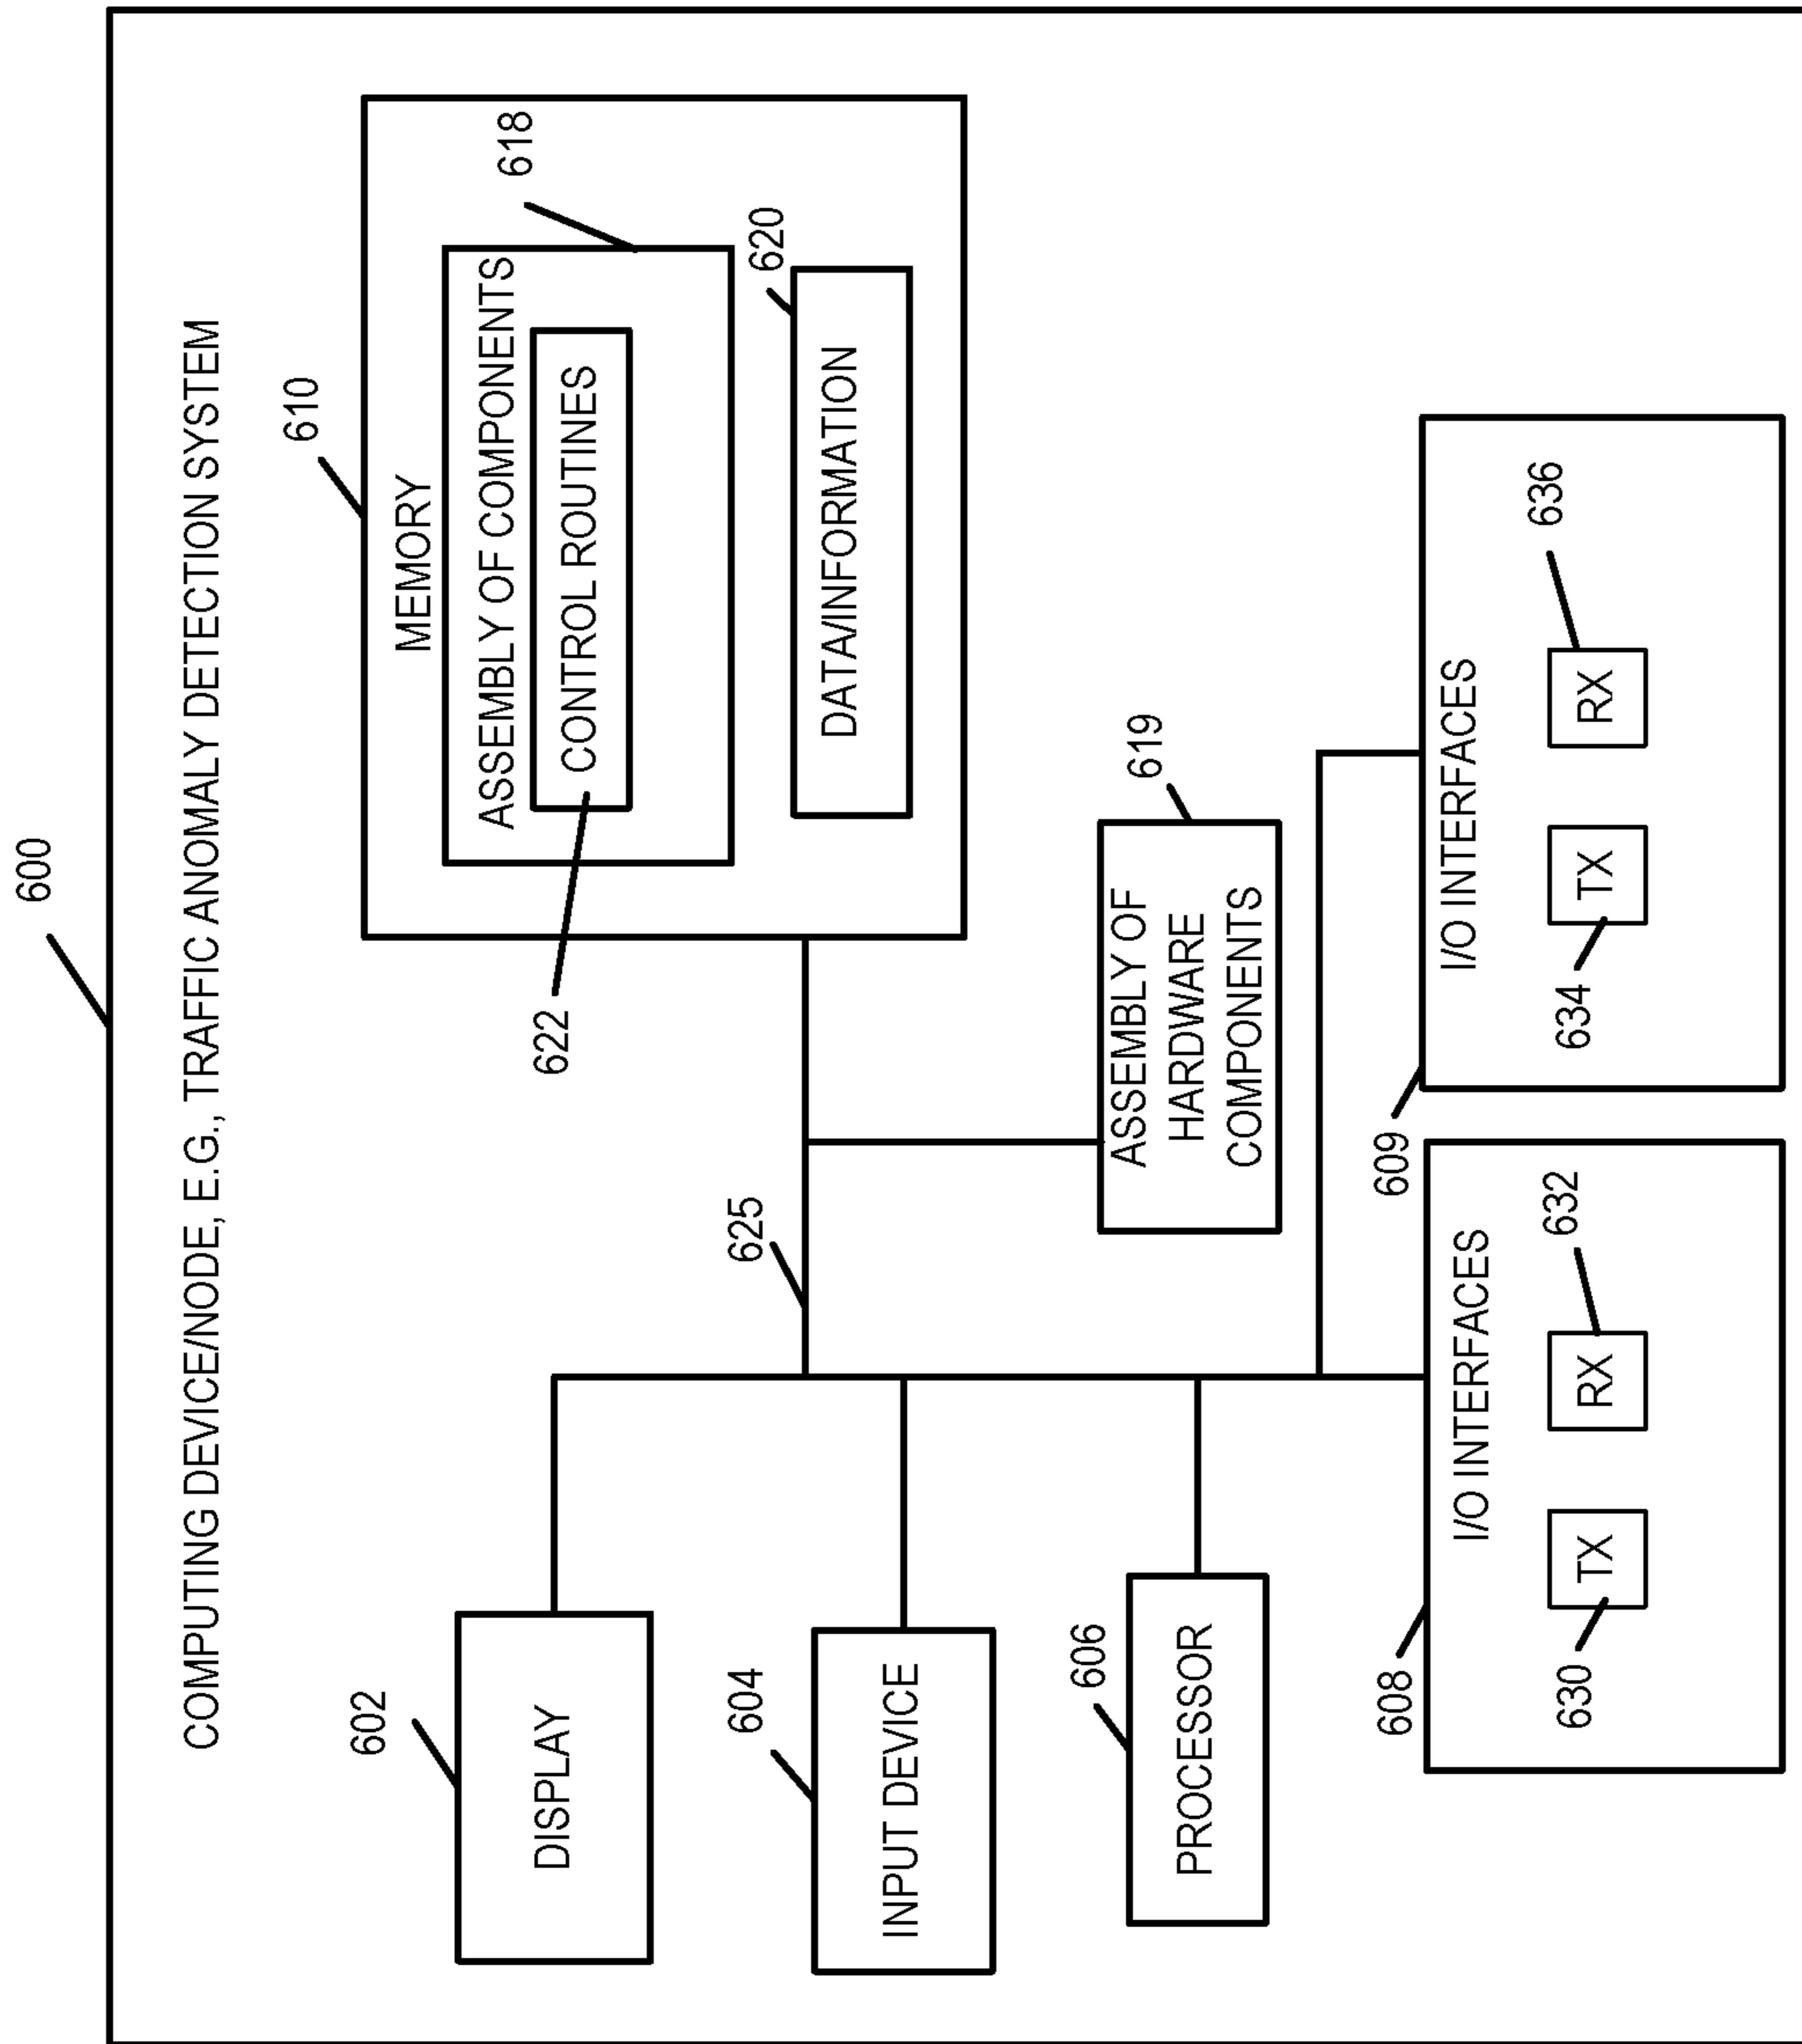 600
COMPUTING DEVICE/NODE, E.G., TRAFFIC ANOMALY DETECTION SYSTEM
602
DISPLAY
604
INPUT DEVICE
606
PROCESSOR
625
610
MEMORY
618
ASSEMBLY OF COMPONENTS
CONTROL ROUTINES
622
620
DATA/INFORMATION
619
ASSEMBLY OF
HARDWARE
COMPONENTS
608
I/O INTERFACES
TX
RX
630
632
609
I/O INTERFACES
TX
RX
634
636